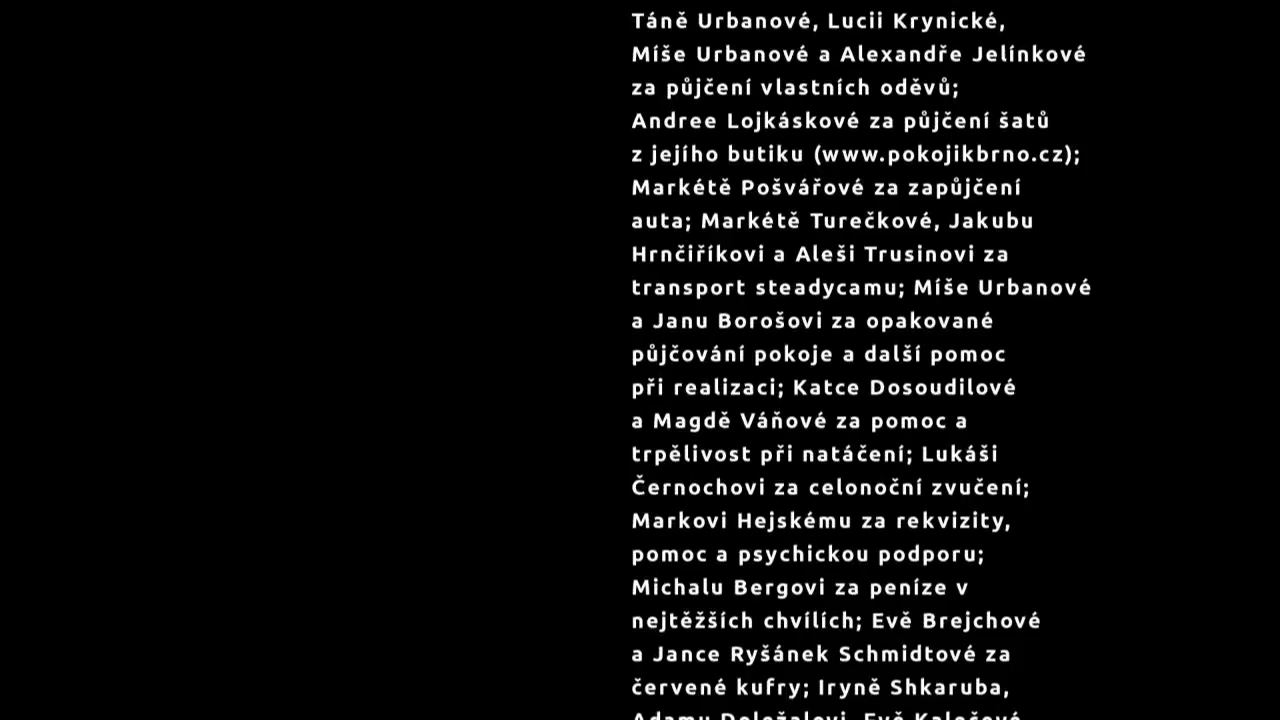 Táně Urbanové, Lucii Krynické,
Míše Urbanové a Alexandře Jelínkové
za půjčení vlastních oděvů;
Andree Lojkáskové za půjčení šatů
z jejího butiku (www.pokojikbrno.cz);
Markétě Pošvářové za zapůjčení
auta; Markétě Turečkové, Jakubu
Hrnčiříkovi a Aleši Trusinovi za
transport steadycamu; Míše Urbanové
a Janu Borošovi za opakované
půjčování pokoje a další pomoc
při realizaci; Katce Dosoudilové
a Magdě Váňové za pomoc a
trpělivost při natáčení; Lukáši
Černochovi za celonoční zvučení;
Markovi Hejskému za rekvizity,
pomoc a psychickou podporu;
Michalu Bergovi za peníze v
nejtěžších chvílích; Evě Brejchové
a Jance Ryšánek Schmidtové za
červené kufry; Iryně Shkaruba,
Adamu Doležalovi, Evě